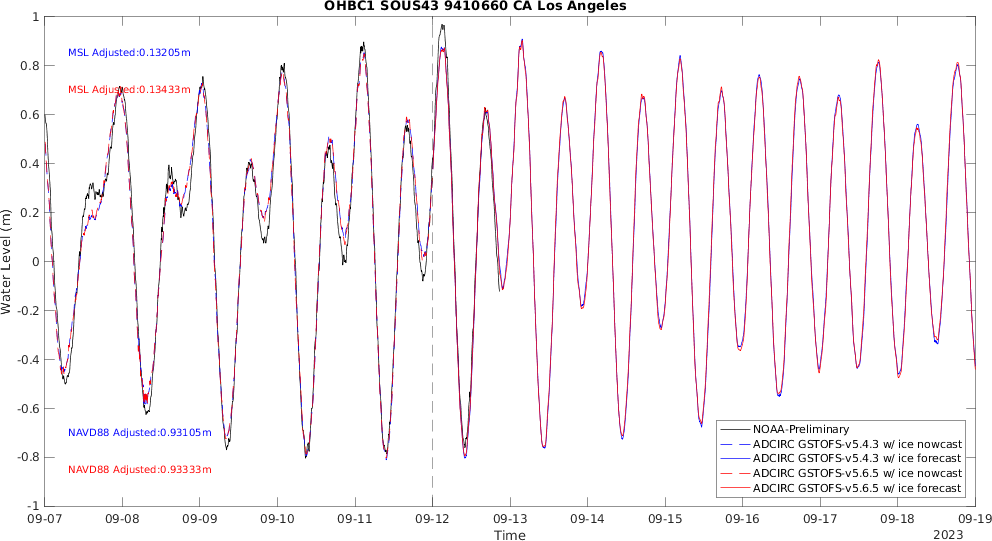 OHBC1 SOUS43 9410660 CA Los Angeles
MSL Adjusted:0.13205m
MSL Adjusted:0.13433m
NAVD88 Adjusted:0.93105m
NAVD88 Adjusted:0.93333m
Water Level (m)
1
0.8
0.6
0.4
0.2
0
-0.2
-0.4
-0.6
-0.8
-1
NOAA-Preliminary
ADCIRC GSTOFS-v5.4.3 w/ ice nowcast
ADCIRC GSTOFS-v5.4.3 w/ ice forecast
ADCIRC GSTOFS-v5.6.5 w/ ice nowcast
ADCIRC GSTOFS-v5.6.5 w/ ice forecast
09-07 09-08 09-09 09-10 09-11 09-12 09-13 09-14 09-15 09-16 09-17 09-18 09-19
Time
2023